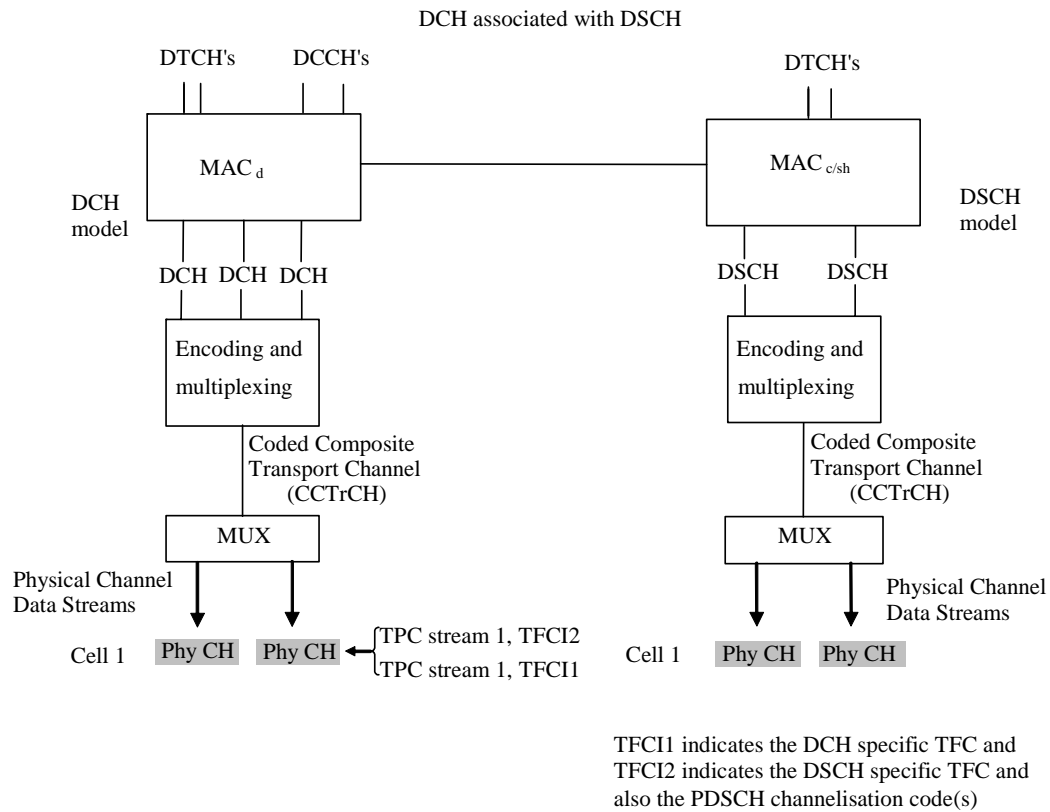 DCH associated with DSCH
DTCH's
DCCH's
MAC d
DCH
model
DCH
DCH
DCH
Encoding and
multiplexing
Coded Composite
Transport Channel
(CCTrCH)
MUX
Physical Channel
Data Streams
Cell 1
Phy CH
Phy CH
TPC stream 1, TFCI2
TPC stream 1, TFCI1
DTCH's
MAC c/sh
DSCH
model
DSCH
DSCH
Encoding and
multiplexing
Coded Composite
Transport Channel
(CCTrCH)
MUX
Physical Channel
Data Streams
Cell 1
Phy CH
Phy CH
TFCI1 indicates the DCH specific TFC and
TFCI2 indicates the DSCH specific TFC and
also the PDSCH channelisation code(s)